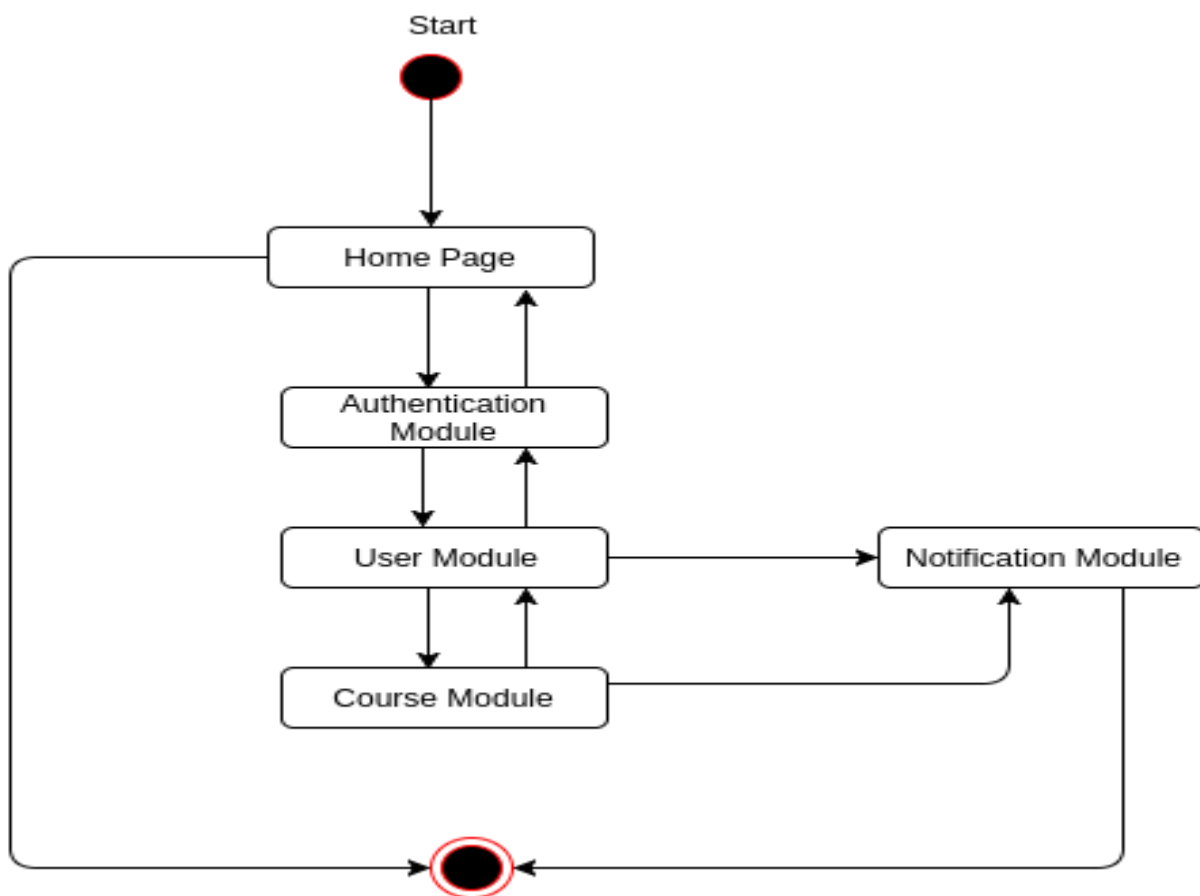 Start
Home Page
Authentication
Module
User Module
Notification Module
Course Module